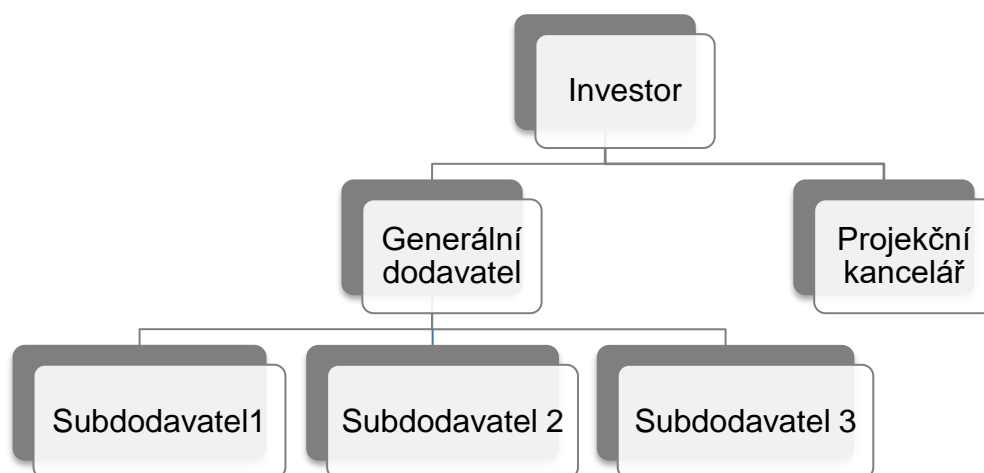 Investor
Generální
dodavatel
Projekční
kancelář
Subdodavatel1
Subdodavatel 2
Subdodavatel 3